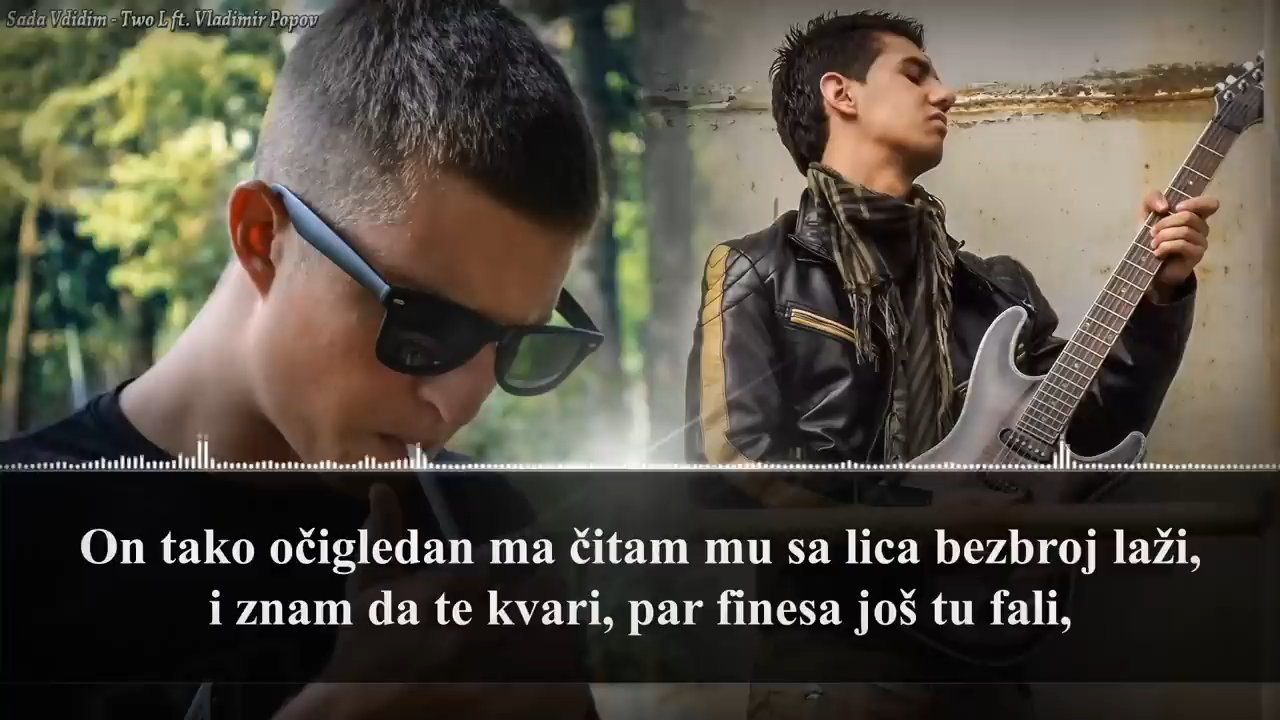 Sada Vdidim - Two L ft. Vladimir Popov
On tako očigledan ma čitam mu sa lica bezbroj laži,
i znam da te kvari, par finesa još tu fali,